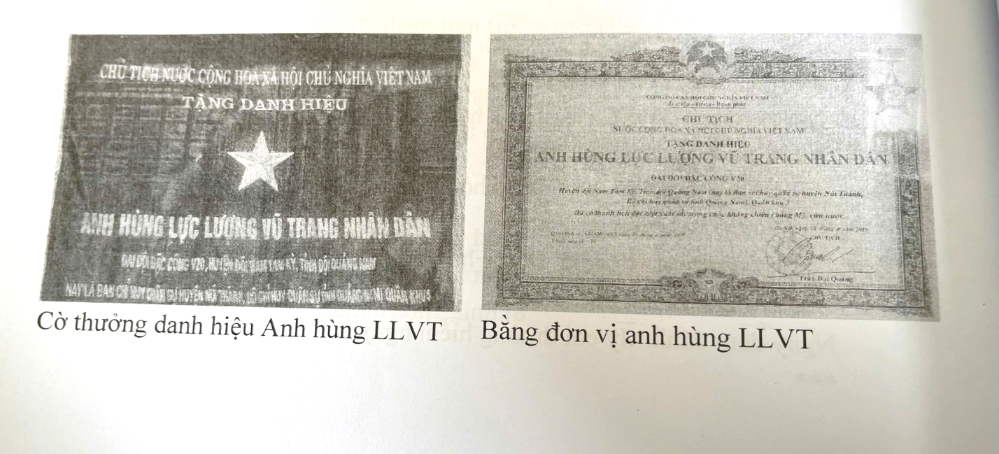 CHỦ TỊCH NƯỚC CỘNG HÒA XÃ HỘI CHỦ NGHĨA VIỆT NAM
TẶNG DANH HIỆU
ANH HÙNG LỰC LƯỢNG VŨ TRANG NHÂN DÂN
ĐẠI ĐỘI ĐẶC CÔNG V20, HUYỆN ĐỘI NAM TAM KỲ, TỈNH ĐỘI QUẢNG NAM
NAY LÀ BAN CHỈ HUY QUÂN SỰ HUYỆN NÚI THÀNH, BỘ CHỈ HUY QUÂN SỰ TỈNH QUẢNG NAM QUÂN KHU 5
Cờ thưởng danh hiệu Anh hùng LLVT
CỘNG HÒA XÃ HỘI CHỦ NGHĨA VIỆT NAM
Độc lập - Tự do - Hạnh phúc
CHỦ TỊCH
NƯỚC CỘNG HÒA XÃ HỘI CHỦ NGHĨA VIỆT NAM
TẶNG DANH HIỆU
ANH HÙNG LỰC LƯỢNG VŨ TRANG NHÂN DÂN
ĐẠI ĐỘI ĐẶC CÔNG V20
Huyện đội Nam Tam Kỳ, Tỉnh đội Quảng Nam (nay là Ban chỉ huy quân sự huyện Núi Thành,
Bộ chỉ huy quân sự tỉnh Quảng Nam), Quân khu 5
Đã có thành tích đặc biệt xuất sắc trong cuộc kháng chiến chống Mỹ, cứu nước.
Hà Nội, ngày
CHỦ TỊCH
Trần Đại Quang
Bằng đơn vị anh hùng LLVT